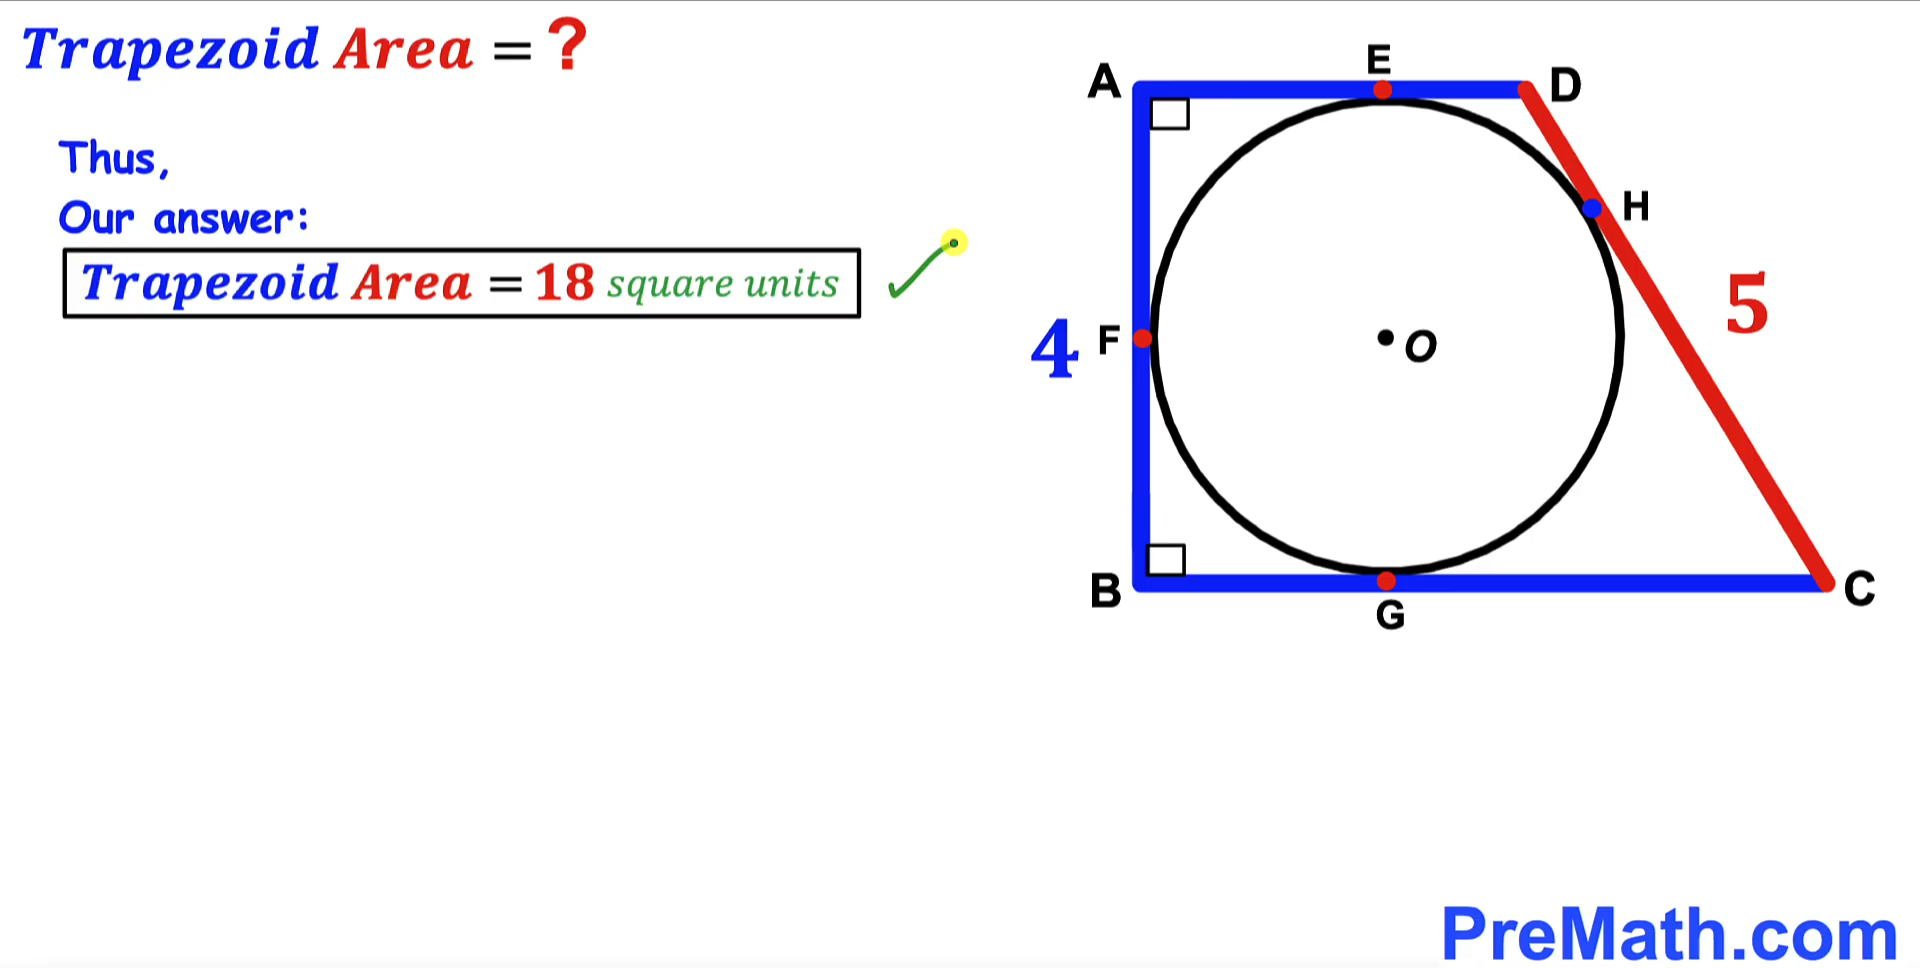 Trapezoid Area = ?
Thus,
Our answer:
Trapezoid Area = 18 square units
A
E
D
H
5
4
F
O
B
G
C
PreMath.com